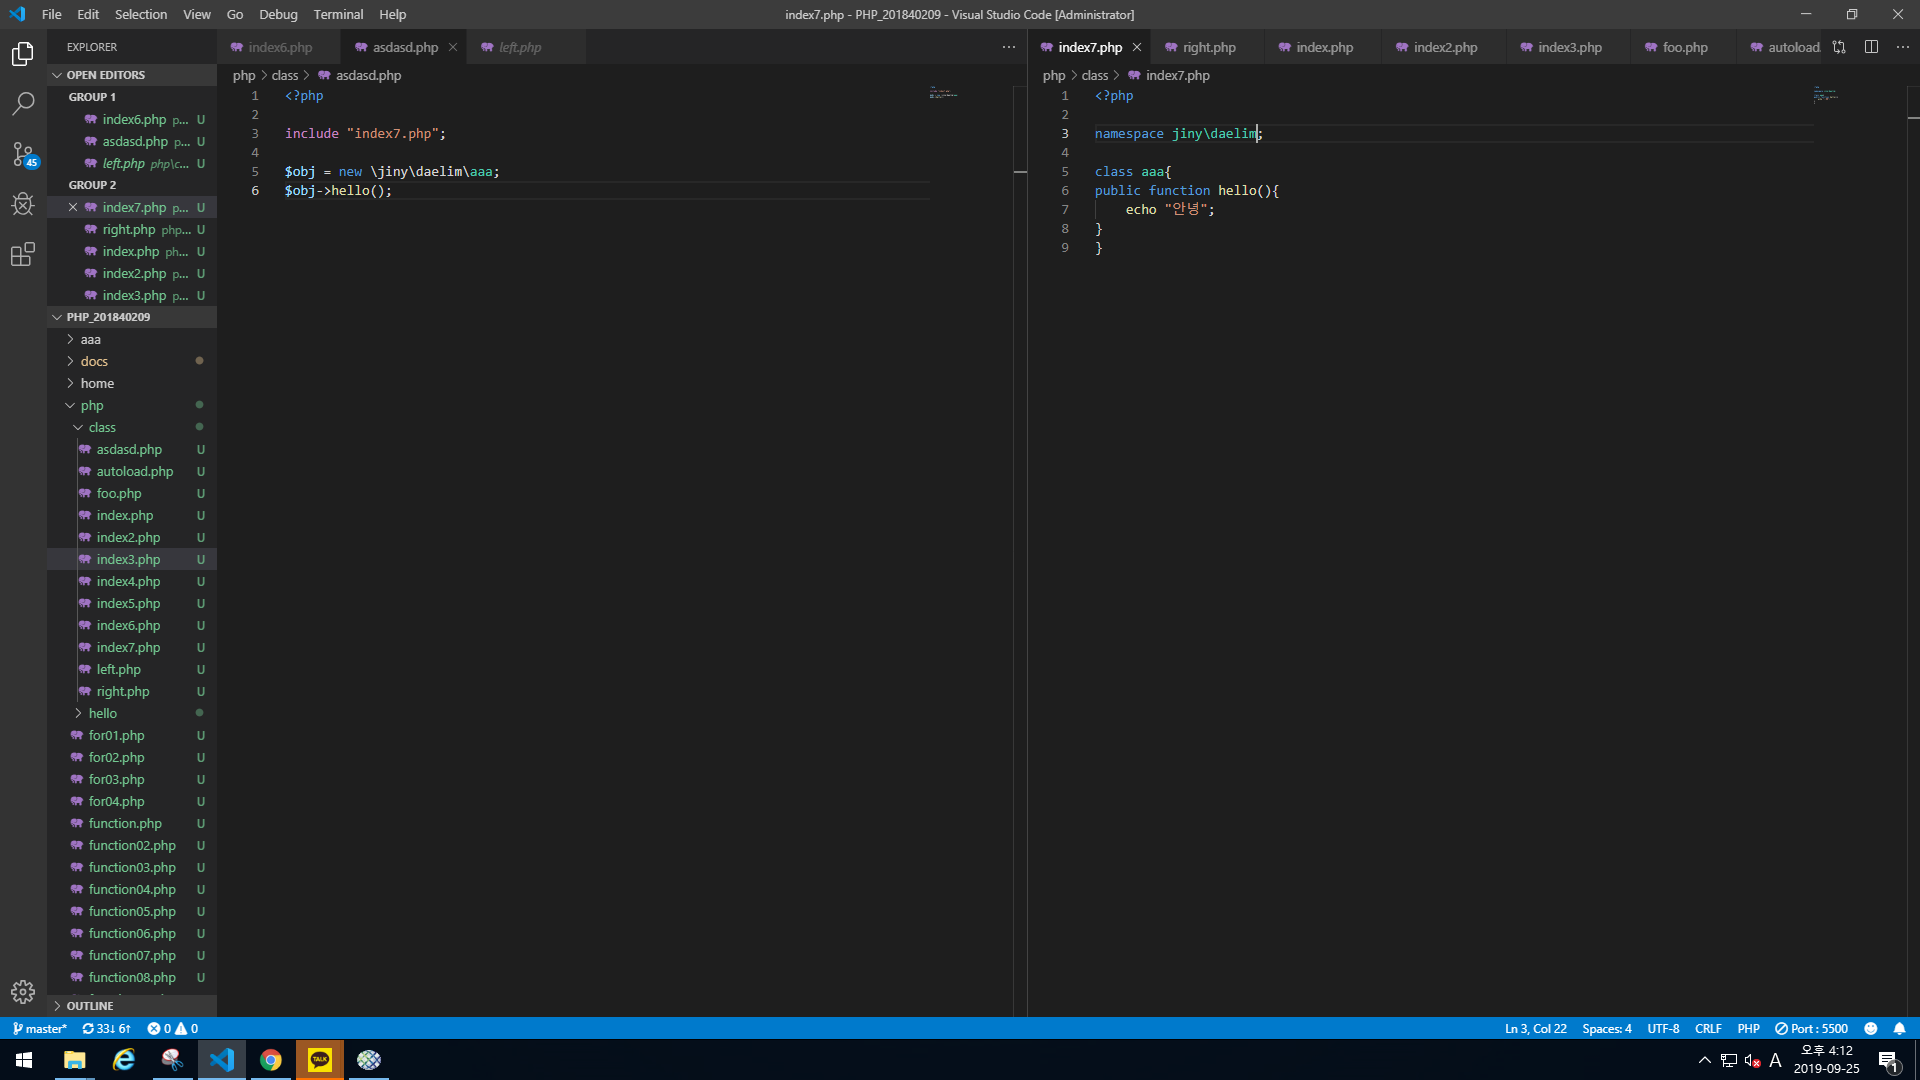 File Edit Selection View Go Debug Terminal Help
index7.php - PHP_201840209 - Visual Studio Code [Administrator]
EXPLORER
OPEN EDITORS
GROUP 1
index6.php p... U
asdasd.php p... U
left.php php\c... U
GROUP 2
index7.php p... U
right.php php... U
index.php ph... U
index2.php p... U
index3.php p... U
PHP_201840209
aaa
docs
home
php
class
asdasd.php U
autoload.php U
foo.php U
index.php U
index2.php U
index3.php U
index4.php U
index5.php U
index6.php U
index7.php U
left.php U
right.php U
hello
for01.php U
for02.php U
for03.php U
for04.php U
function.php U
function02.php U
function03.php U
function04.php U
function05.php U
function06.php U
function07.php U
function08.php U
OUTLINE
45
index6.php asdasd.php left.php
php > class > asdasd.php
1 <?php
2
3 include "index7.php";
4
5 $obj = new \jiny\daelim\aaa;
6 $obj->hello();
index7.php right.php index.php index2.php index3.php foo.php autoload.
php > class > index7.php
1 <?php
2
3 namespace jiny\daelim;
4
5 class aaa{
6 public function hello(){
7 echo "안녕";
8 }
9 }
master* 33↓ 6↑ 0 0
Ln 3, Col 22 Spaces: 4 UTF-8 CRLF PHP Port : 5500
TALK
A
오후 4:12
2019-09-25
1